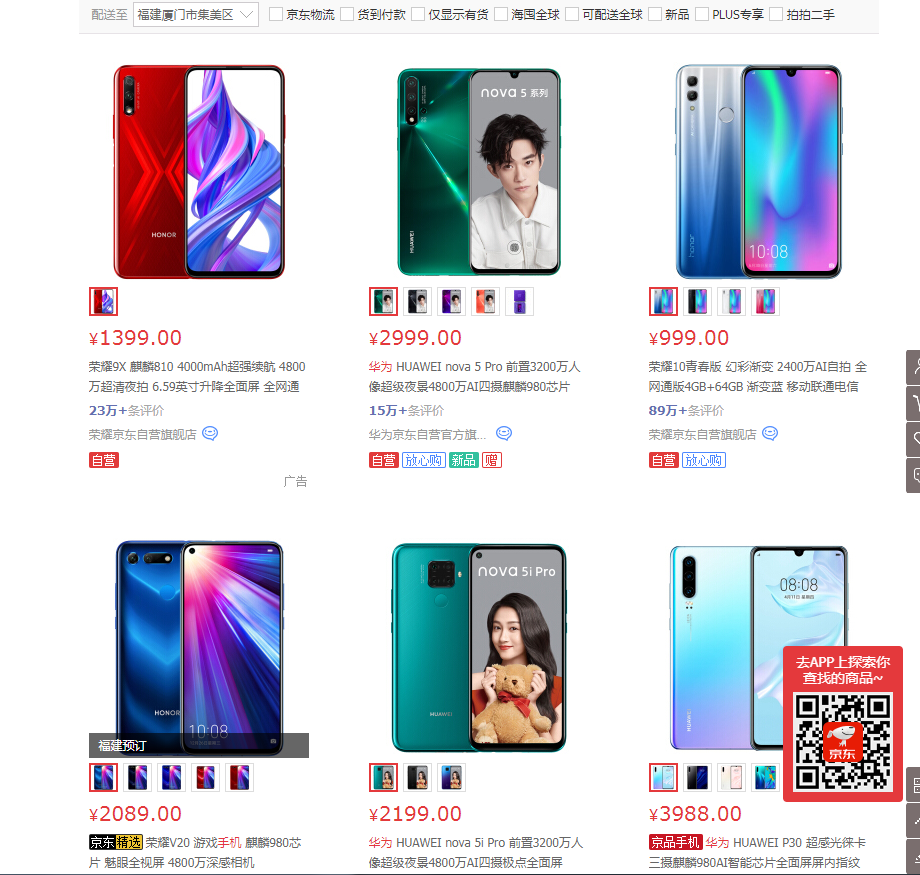 配送至 福建厦门市集美区 京东物流 货到付款 仅显示有货 海囤全球 可配送全球 新品 PLUS专享 拍拍二手
HONOR
nova 5 系列
HUAWEI
honor
10:08
¥1399.00
¥2999.00
¥999.00
荣耀9X 麒麟810 4000mAh超强续航 4800
万超清夜拍 6.59英寸升降全面屏 全网通
华为 HUAWEI nova 5 Pro 前置3200万人
像超级夜景4800万AI四摄麒麟980芯片
荣耀10青春版 幻彩渐变 2400万AI自拍 全
网通版4GB+64GB 渐变蓝 移动联通电信
23万+条评价
15万+条评价
89万+条评价
荣耀京东自营旗舰店
华为京东自营官方旗...
荣耀京东自营旗舰店
自营
自营 放心购 新品 赠
自营 放心购
广告
HONOR
10:08
福建预订
nova 5i Pro
HUAWEI
08:08
HUAWEI
去APP上探索你
查找的商品~
京东
¥2089.00
¥2199.00
¥3988.00
京东精选 荣耀V20 游戏手机 麒麟980芯
片 魅眼全视屏 4800万深感相机
华为 HUAWEI nova 5i Pro 前置3200万人
像超级夜景4800万AI四摄极点全面屏
京品手机 华为 HUAWEI P30 超感光徕卡
三摄麒麟980AI智能芯片全面屏屏内指纹